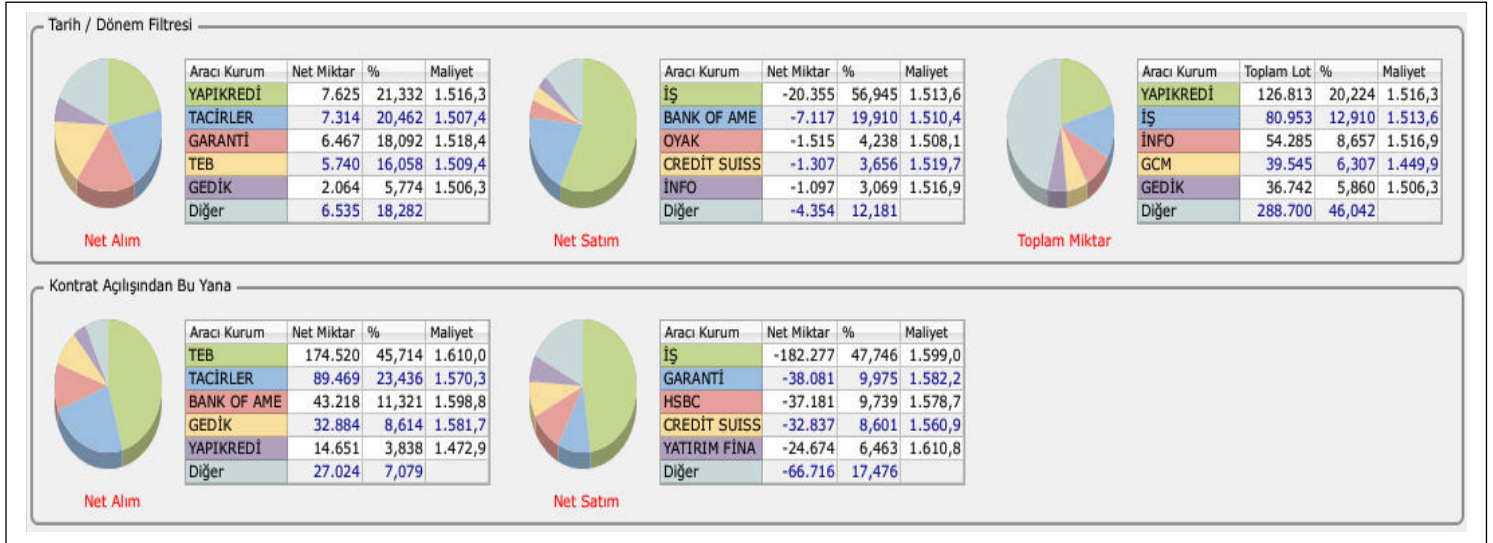 Tarih / Dönem Filtresi
Aracı Kurum Net Miktar % Maliyet
YAPIKREDİ 7.625 21,332 1.516,3
TACİRLER 7.314 20,462 1.507,4
GARANTİ 6.467 18,092 1.518,4
TEB 5.740 16,058 1.509,4
GEDİK 2.064 5,774 1.506,3
Diğer 6.535 18,282
Net Alım
Aracı Kurum Net Miktar % Maliyet
İŞ -20.355 56,945 1.513,6
BANK OF AME -7.117 19,910 1.510,4
OYAK -1.515 4,238 1.508,1
CREDİT SUISS -1.307 3,656 1.519,7
İNFO -1.097 3,069 1.516,9
Diğer -4.354 12,181
Net Satım
Aracı Kurum Toplam Lot % Maliyet
YAPIKREDİ 126.813 20,224 1.516,3
İŞ 80.953 12,910 1.513,6
İNFO 54.285 8,657 1.516,9
GCM 39.545 6,307 1.449,9
GEDİK 36.742 5,860 1.506,3
Diğer 288.700 46,042
Toplam Miktar
Kontrat Açılışından Bu Yana
Aracı Kurum Net Miktar % Maliyet
TEB 174.520 45,714 1.610,0
TACİRLER 89.469 23,436 1.570,3
BANK OF AME 43.218 11,321 1.598,8
GEDİK 32.884 8,614 1.581,7
YAPIKREDİ 14.651 3,838 1.472,9
Diğer 27.024 7,079
Net Alım
Aracı Kurum Net Miktar % Maliyet
İŞ -182.277 47,746 1.599,0
GARANTİ -38.081 9,975 1.582,2
HSBC -37.181 9,739 1.578,7
CREDİT SUISS -32.837 8,601 1.560,9
YATIRIM FİNA -24.674 6,463 1.610,8
Diğer -66.716 17,476
Net Satım